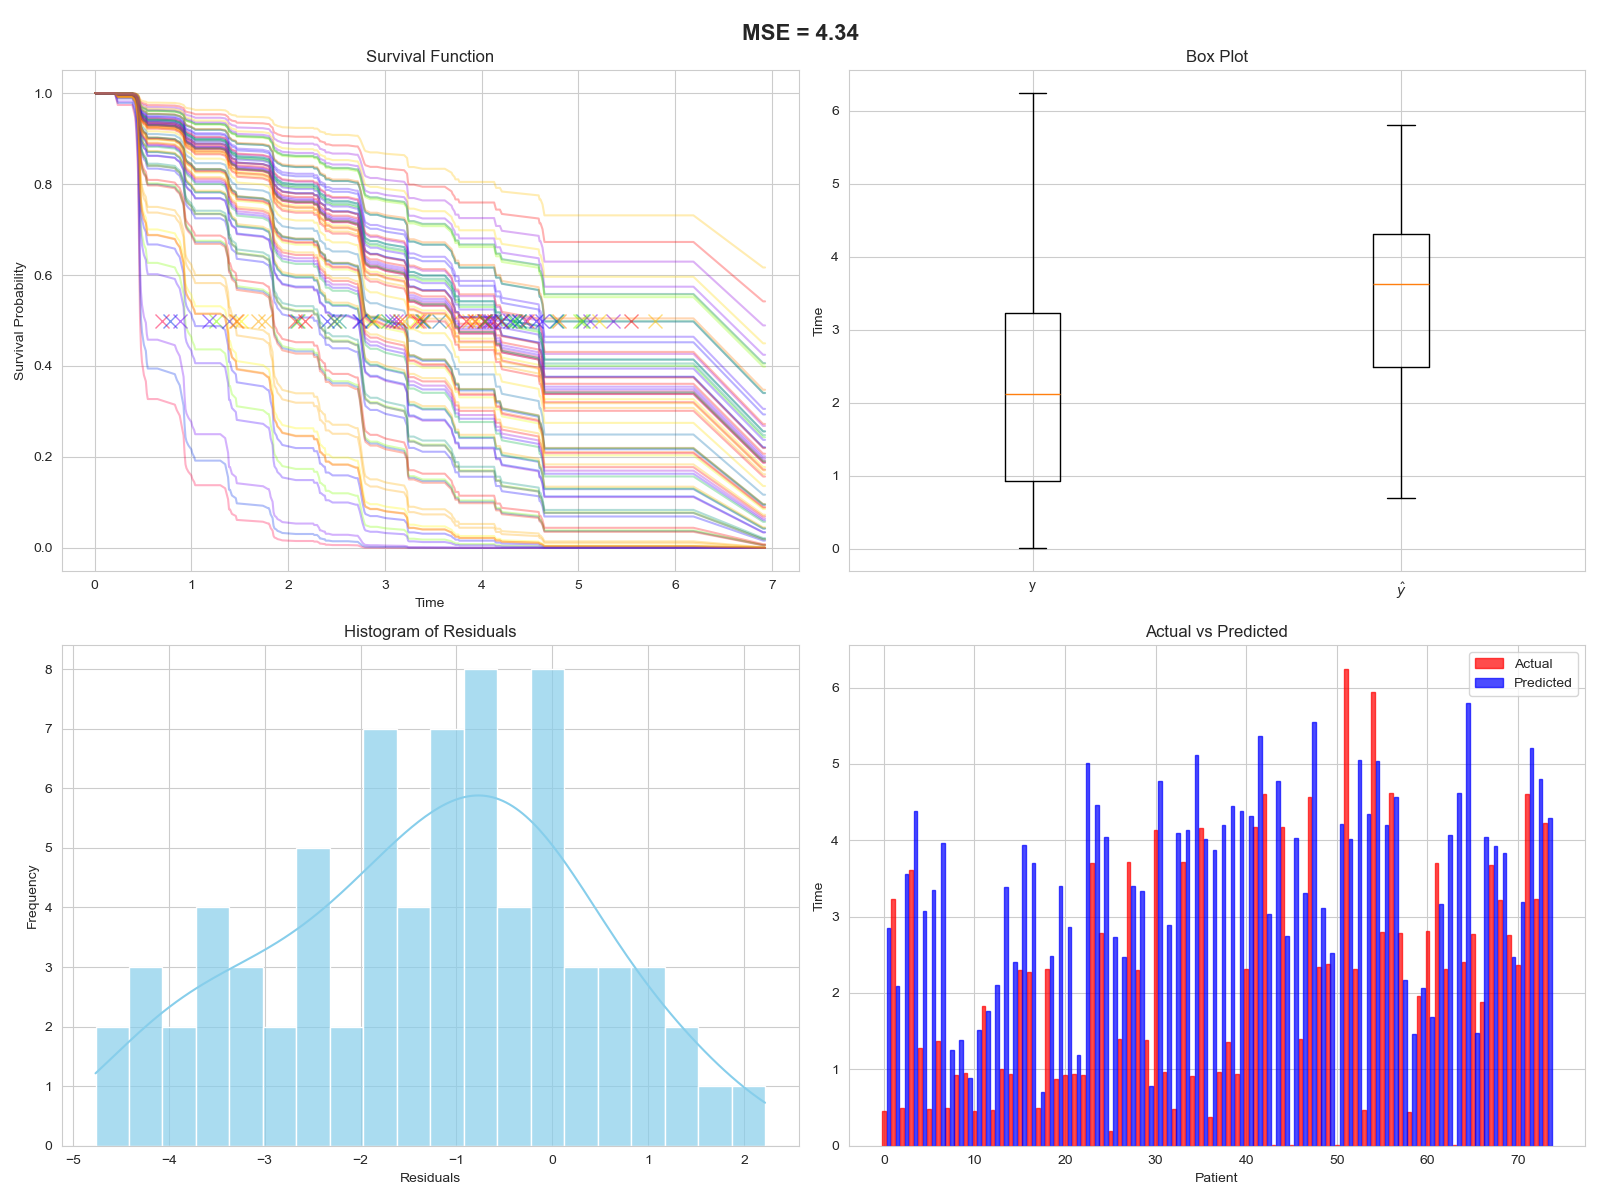 MSE = 4.34
Survival Function
1.0
0.8
0.6
0.4
0.2
0.0
Survival Probability
0 1 2 3 4 5 6 7
Time
Box Plot
6
5
4
3
2
1
0
Time
y ŷ
Histogram of Residuals
8
7
6
5
4
3
2
1
0
Frequency
−5 −4 −3 −2 −1 0 1 2
Residuals
Actual vs Predicted
Actual
Predicted
6
5
4
3
2
1
0
Time
0 10 20 30 40 50 60 70
Patient